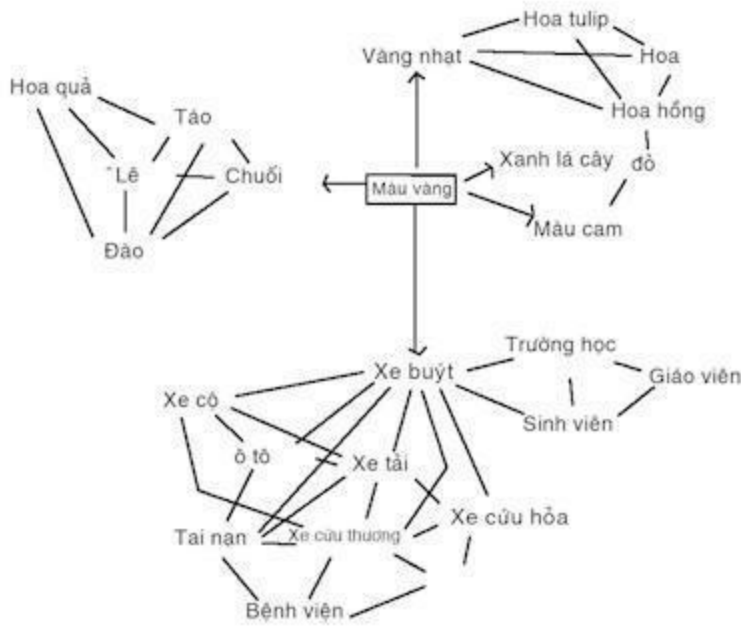 Hoa tulip
Vàng nhạt
Hoa
Hoa quả
Táo
Hoa hồng
Lê
Chuối
Màu vàng
Xanh lá cây
đỏ
Màu cam
Đào
Trường học
Xe buýt
Giáo viên
Xe cộ
Sinh viên
ô tô
Xe tải
Xe cứu hỏa
Tai nạn
Xe cứu thương
Bệnh viện